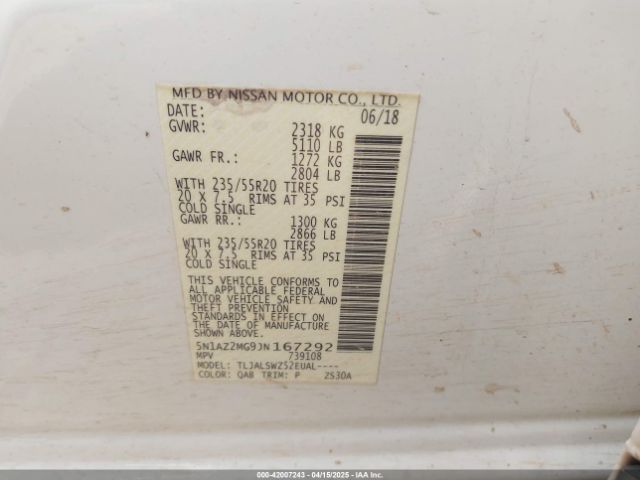 MFD BY NISSAN MOTOR CO., LTD.
DATE: 06/18
GVWR: 2318 KG
5110 LB
GAWR FR.: 1272 KG
2804 LB
WITH 235/55R20 TIRES
20 X 7.5 RIMS AT 35 PSI
COLD SINGLE
GAWR RR.: 1300 KG
2866 LB
WITH 235/55R20 TIRES
20 X 7.5 RIMS AT 35 PSI
COLD SINGLE
THIS VEHICLE CONFORMS TO
ALL APPLICABLE FEDERAL
MOTOR VEHICLE SAFETY AND
THEFT PREVENTION
STANDARDS IN EFFECT ON
THE DATE OF MANUFACTURE
SHOWN ABOVE.
5N1AZ2MG9JN167292
MPV 739108
MODEL: TLJALSWZ52EUAL----
COLOR: QAB TRIM: P 2S30A
000-42007243 - 04/15/2025 - IAAI.COM